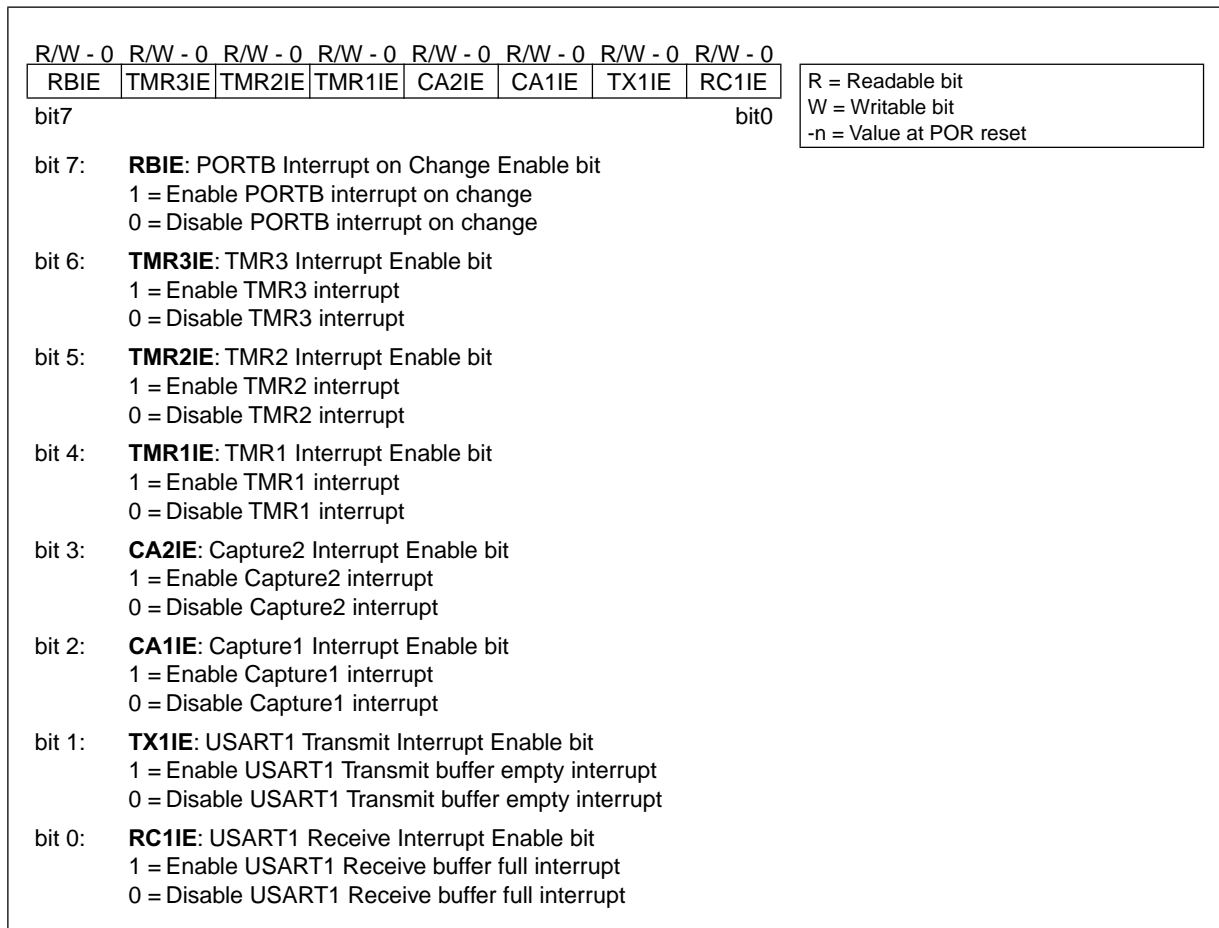 R/W - 0 R/W - 0 R/W - 0 R/W - 0 R/W - 0 R/W - 0 R/W - 0 R/W - 0
RBIE TMR3IE TMR2IE TMR1IE CA2IE CA1IE TX1IE RC1IE
bit7 bit0
R = Readable bit
W = Writable bit
-n = Value at POR reset
bit 7: RBIE: PORTB Interrupt on Change Enable bit
1 = Enable PORTB interrupt on change
0 = Disable PORTB interrupt on change
bit 6: TMR3IE: TMR3 Interrupt Enable bit
1 = Enable TMR3 interrupt
0 = Disable TMR3 interrupt
bit 5: TMR2IE: TMR2 Interrupt Enable bit
1 = Enable TMR2 interrupt
0 = Disable TMR2 interrupt
bit 4: TMR1IE: TMR1 Interrupt Enable bit
1 = Enable TMR1 interrupt
0 = Disable TMR1 interrupt
bit 3: CA2IE: Capture2 Interrupt Enable bit
1 = Enable Capture2 interrupt
0 = Disable Capture2 interrupt
bit 2: CA1IE: Capture1 Interrupt Enable bit
1 = Enable Capture1 interrupt
0 = Disable Capture1 interrupt
bit 1: TX1IE: USART1 Transmit Interrupt Enable bit
1 = Enable USART1 Transmit buffer empty interrupt
0 = Disable USART1 Transmit buffer empty interrupt
bit 0: RC1IE: USART1 Receive Interrupt Enable bit
1 = Enable USART1 Receive buffer full interrupt
0 = Disable USART1 Receive buffer full interrupt